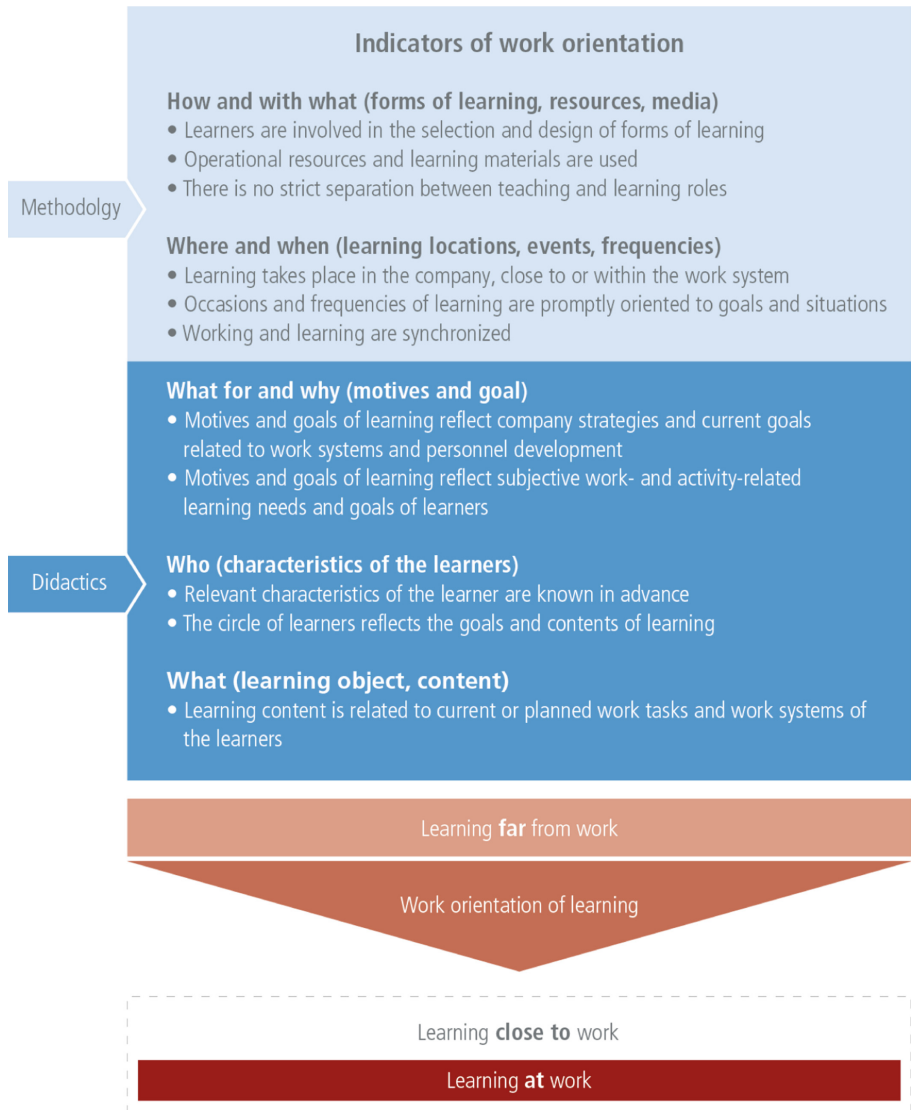 Indicators of work orientation
How and with what (forms of learning, resources, media)
• Learners are involved in the selection and design of forms of learning
• Operational resources and learning materials are used
• There is no strict separation between teaching and learning roles
Methodolgy
Where and when (learning locations, events, frequencies)
• Learning takes place in the company, close to or within the work system
• Occasions and frequencies of learning are promptly oriented to goals and situations
• Working and learning are synchronized
What for and why (motives and goal)
• Motives and goals of learning reflect company strategies and current goals
related to work systems and personnel development
• Motives and goals of learning reflect subjective work- and activity-related
learning needs and goals of learners
Who (characteristics of the learners)
Didactics
• Relevant characteristics of the learner are known in advance
• The circle of learners reflects the goals and contents of learning
What (learning object, content)
• Learning content is related to current or planned work tasks and work systems of
the learners
Learning far from work
Work orientation of learning
Learning close to work
Learning at work